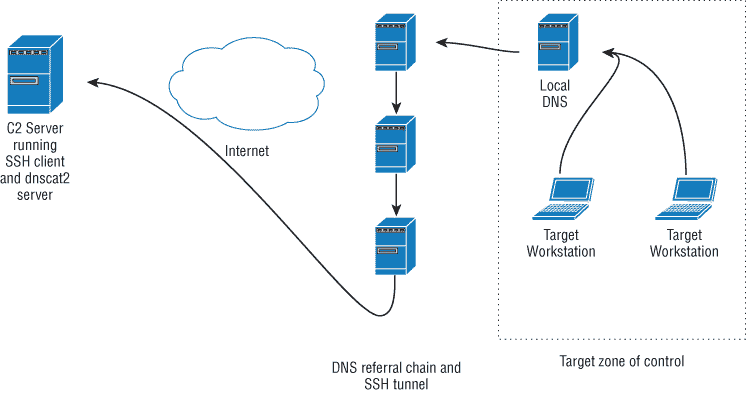 C2 Server
running
SSH client
and dnscat2
server
Internet
Local
DNS
Target
Workstation
Target
Workstation
DNS referral chain and
SSH tunnel
Target zone of control